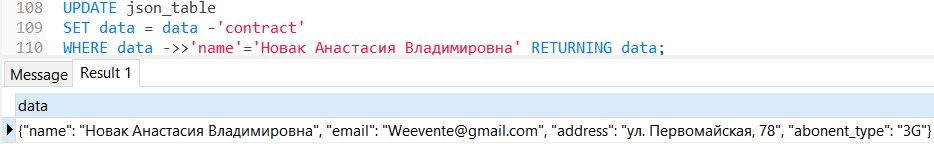 108 UPDATE json_table
109 SET data = data -'contract'
110 WHERE data ->>'name'='Новак Анастасия Владимировна' RETURNING data;
Message Result 1
data
{"name": "Новак Анастасия Владимировна", "email": "Weevente@gmail.com", "address": "ул. Первомайская, 78", "abonent_type": "3G"}